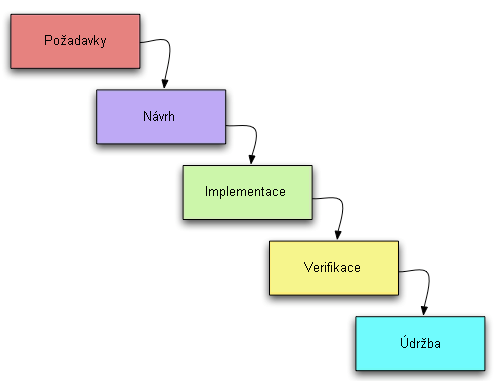 Požadavky
Návrh
Implementace
Verifikace
Údržba